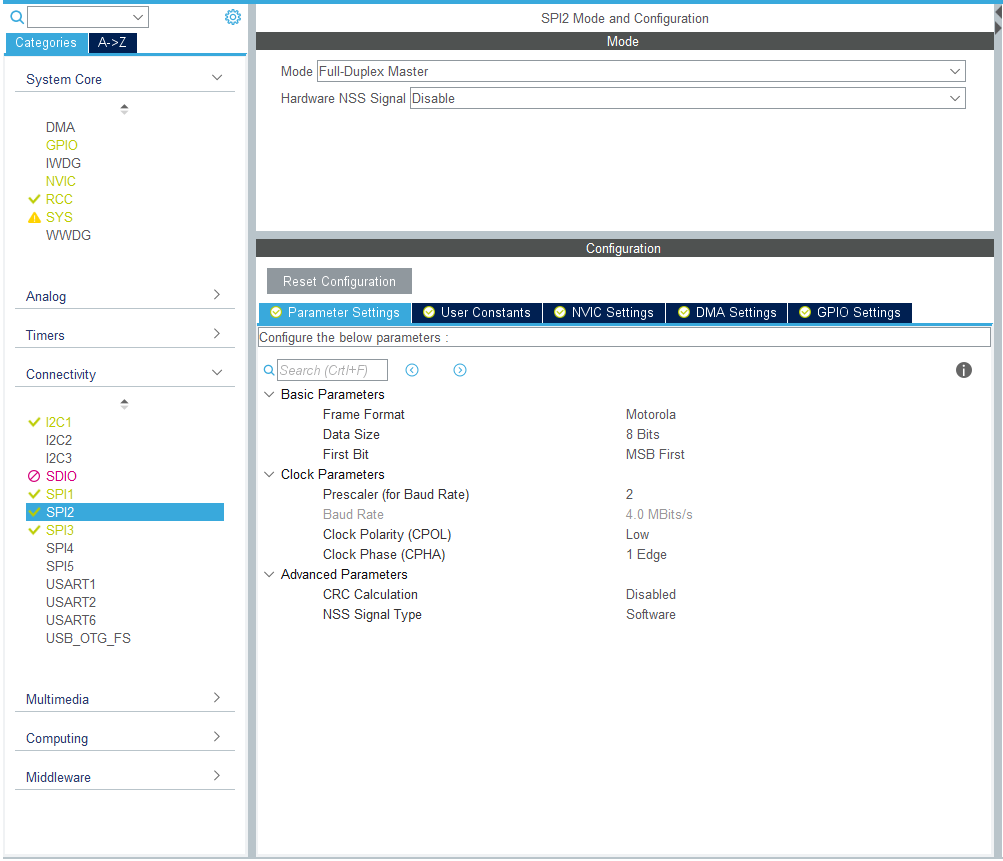 Categories
A->Z
System Core
DMA
GPIO
IWDG
NVIC
RCC
SYS
WWDG
Analog
Timers
Connectivity
I2C1
I2C2
I2C3
SDIO
SPI1
SPI2
SPI3
SPI4
SPI5
USART1
USART2
USART6
USB_OTG_FS
Multimedia
Computing
Middleware
SPI2 Mode and Configuration
Mode
Mode Full-Duplex Master
Hardware NSS Signal Disable
Configuration
Reset Configuration
Parameter Settings User Constants NVIC Settings DMA Settings GPIO Settings
Configure the below parameters :
Search (Crtl+F)
Basic Parameters
Frame Format Motorola
Data Size 8 Bits
First Bit MSB First
Clock Parameters
Prescaler (for Baud Rate) 2
Baud Rate 4.0 MBits/s
Clock Polarity (CPOL) Low
Clock Phase (CPHA) 1 Edge
Advanced Parameters
CRC Calculation Disabled
NSS Signal Type Software